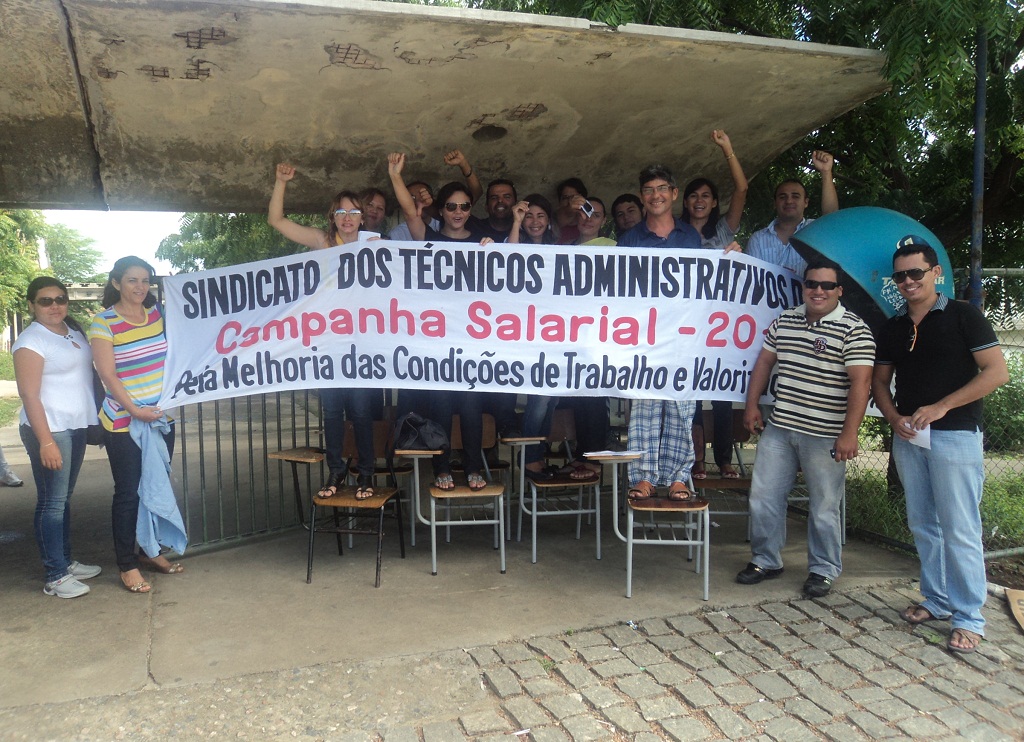 SINDICATO DOS TÉCNICOS ADMINISTRATIVOS
Campanha Salarial - 20
Pela Melhoria das Condições de Trabalho e